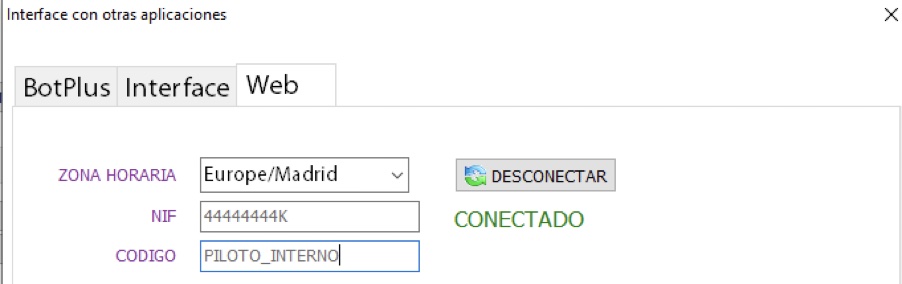 Interface con otras aplicaciones
BotPlus Interface Web
ZONA HORARIA Europe/Madrid DESCONECTAR
NIF 44444444K CONECTADO
CODIGO PILOTO_INTERNO